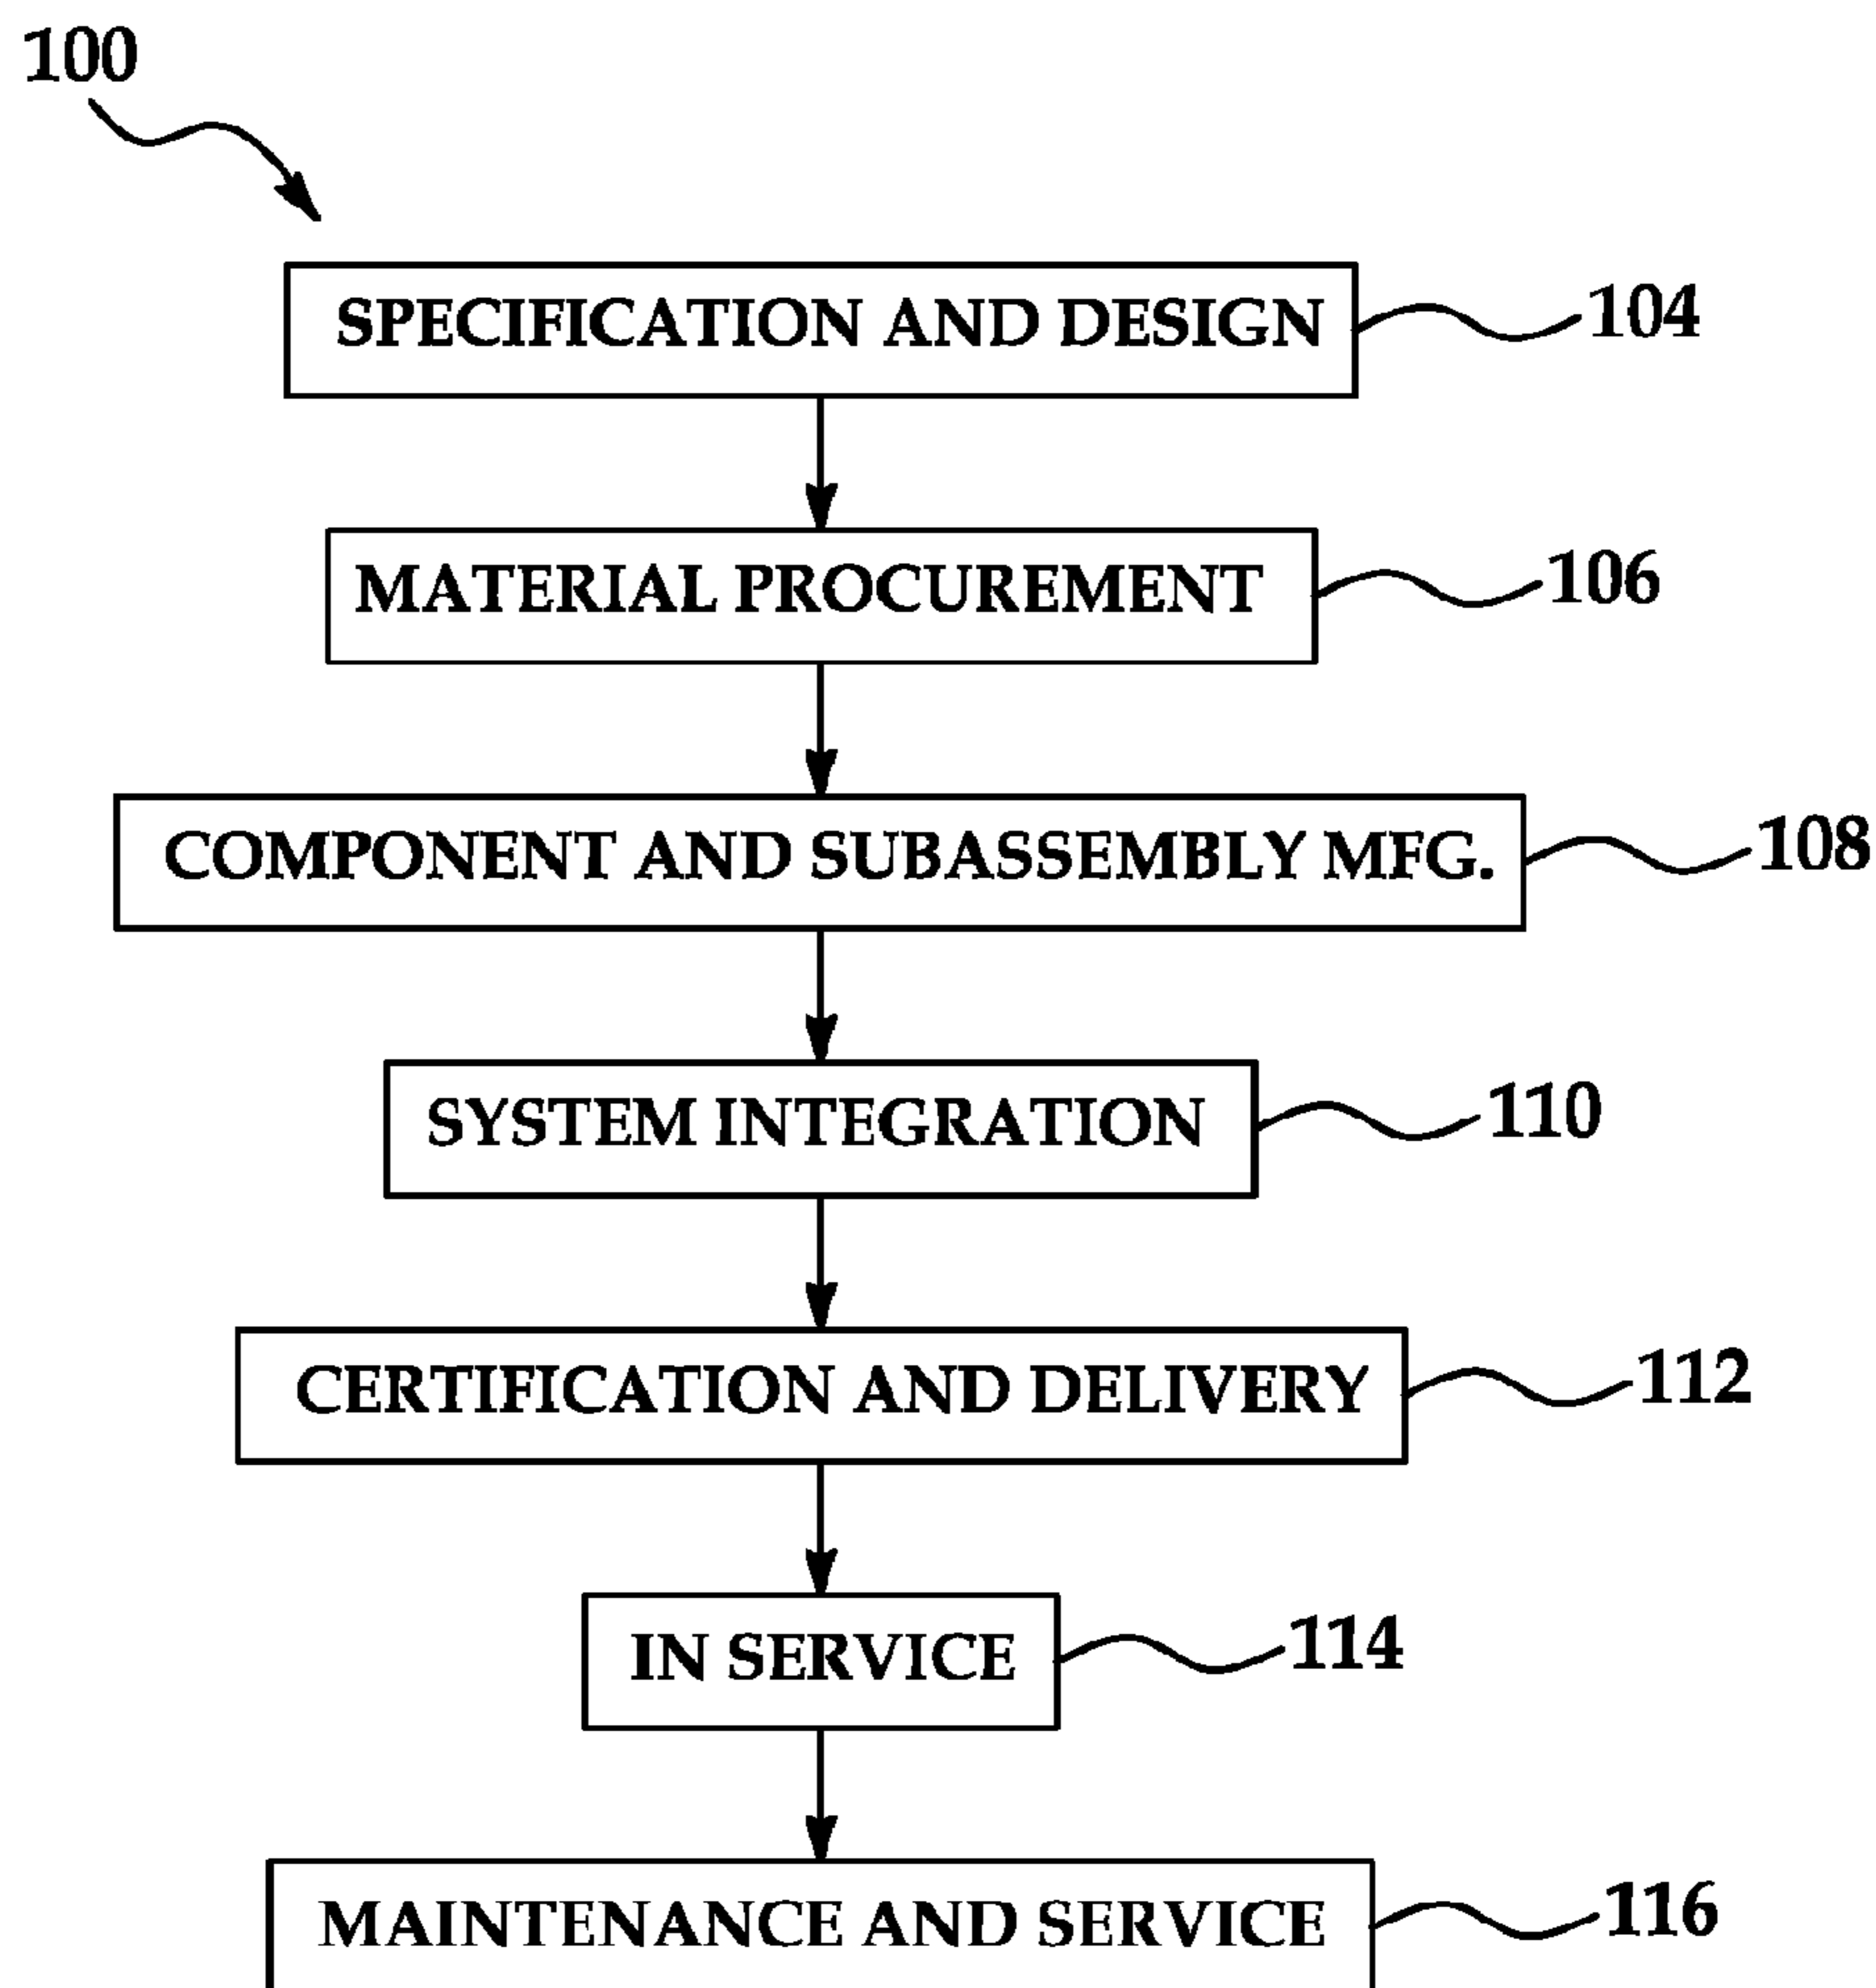 100
SPECIFICATION AND DESIGN 104
MATERIAL PROCUREMENT 106
COMPONENT AND SUBASSEMBLY MFG. 108
SYSTEM INTEGRATION 110
CERTIFICATION AND DELIVERY 112
IN SERVICE 114
MAINTENANCE AND SERVICE 116